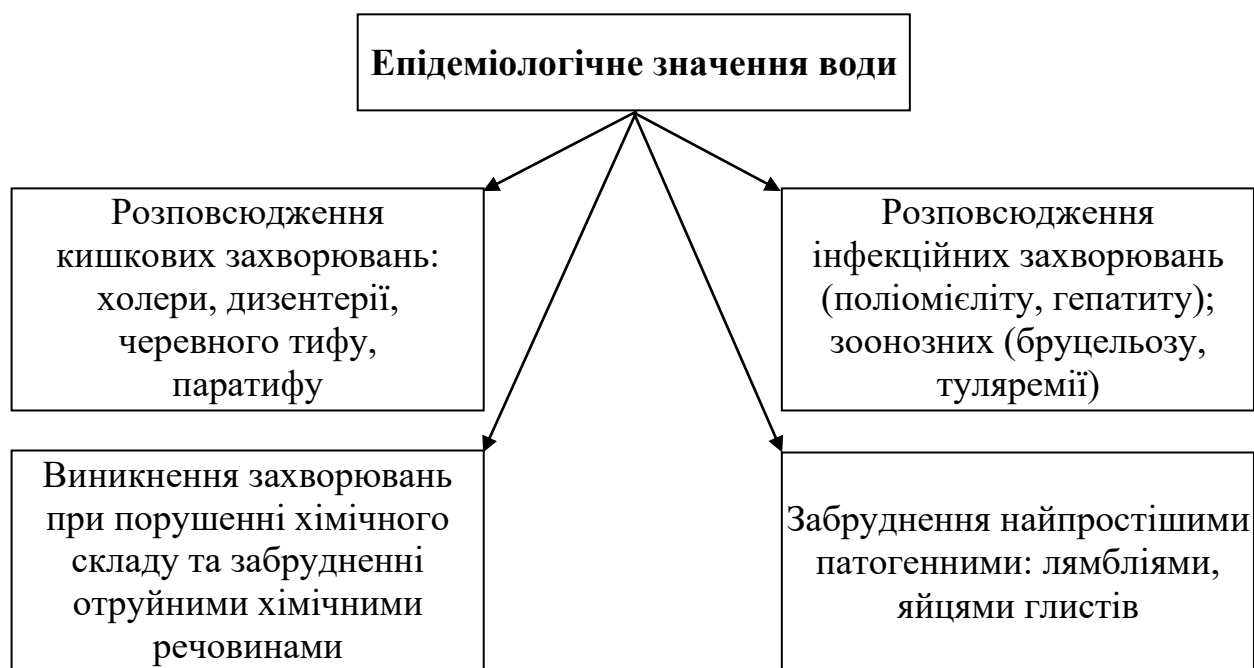 Епідеміологічне значення води
Розповсюдження
кишкових захворювань:
холери, дизентерії,
черевного тифу,
паратифу
Розповсюдження
інфекційних захворювань
(поліомієліту, гепатиту);
зоонозних (бруцельозу,
туляремії)
Виникнення захворювань
при порушенні хімічного
складу та забрудненні
отруйними хімічними
речовинами
Забруднення найпростішими
патогенними: лямбліями,
яйцями глистів